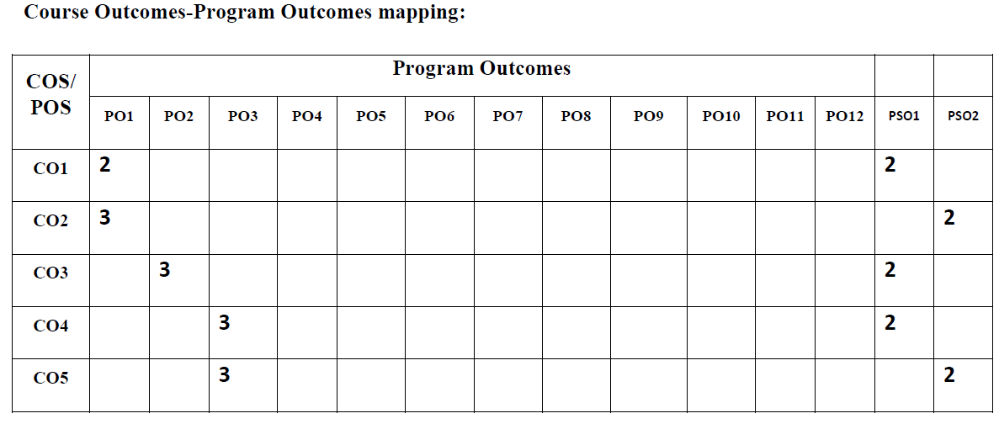 Course Outcomes-Program Outcomes mapping:
COS/ POS Program Outcomes
PO1 PO2 PO3 PO4 PO5 PO6 PO7 PO8 PO9 PO10 PO11 PO12 PSO1 PSO2
CO1 2 2
CO2 3 2
CO3 3 2
CO4 3 2
CO5 3 2